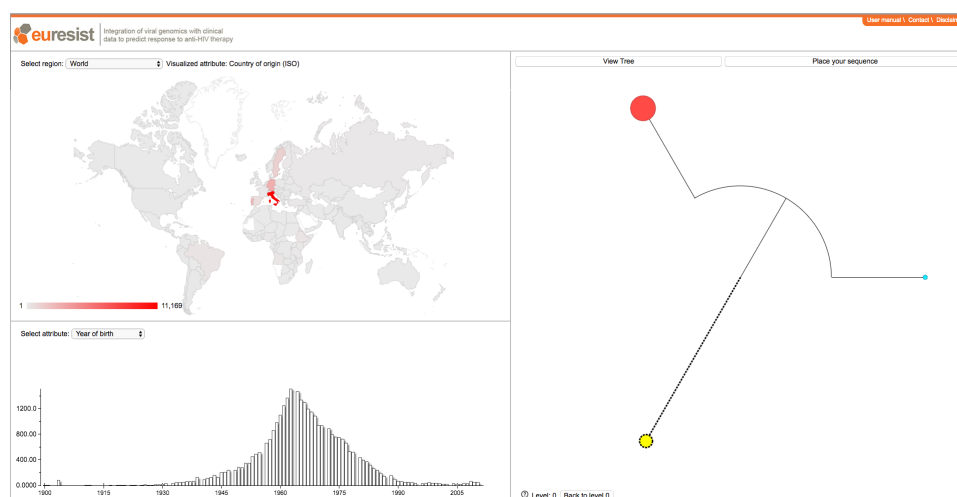 User manual \ Contact \ Disclaim
euresist
Integration of viral genomics with clinical
data to predict response to anti-HIV therapy
Select region: World
Visualized attribute: Country of origin (ISO)
View Tree
Place your sequence
1
11,169
Select attribute: Year of birth
1200.0
800.00
400.00
0.0000
1900
1915
1930
1945
1960
1975
1990
2005
? Level: 0 Back to level 0